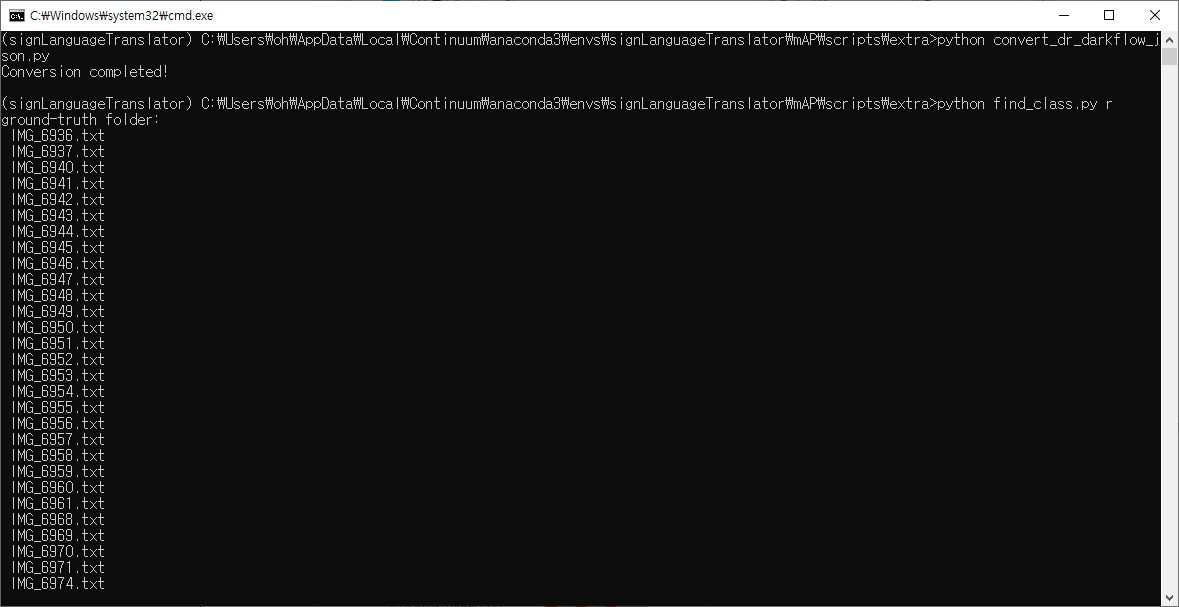 C:₩Windows₩system32₩cmd.exe
(signLanguageTranslator) C:₩Users₩oh₩AppData₩Local₩Continuum₩anaconda3₩envs₩signLanguageTranslator₩mAP₩scripts₩extra>python convert_dr_darkflow_j
son.py
Conversion completed!
(signLanguageTranslator) C:₩Users₩oh₩AppData₩Local₩Continuum₩anaconda3₩envs₩signLanguageTranslator₩mAP₩scripts₩extra>python find_class.py r
ground-truth folder:
IMG_6936.txt
IMG_6937.txt
IMG_6940.txt
IMG_6941.txt
IMG_6942.txt
IMG_6943.txt
IMG_6944.txt
IMG_6945.txt
IMG_6946.txt
IMG_6947.txt
IMG_6948.txt
IMG_6949.txt
IMG_6950.txt
IMG_6951.txt
IMG_6952.txt
IMG_6953.txt
IMG_6954.txt
IMG_6955.txt
IMG_6956.txt
IMG_6957.txt
IMG_6958.txt
IMG_6959.txt
IMG_6960.txt
IMG_6961.txt
IMG_6968.txt
IMG_6969.txt
IMG_6970.txt
IMG_6971.txt
IMG_6974.txt